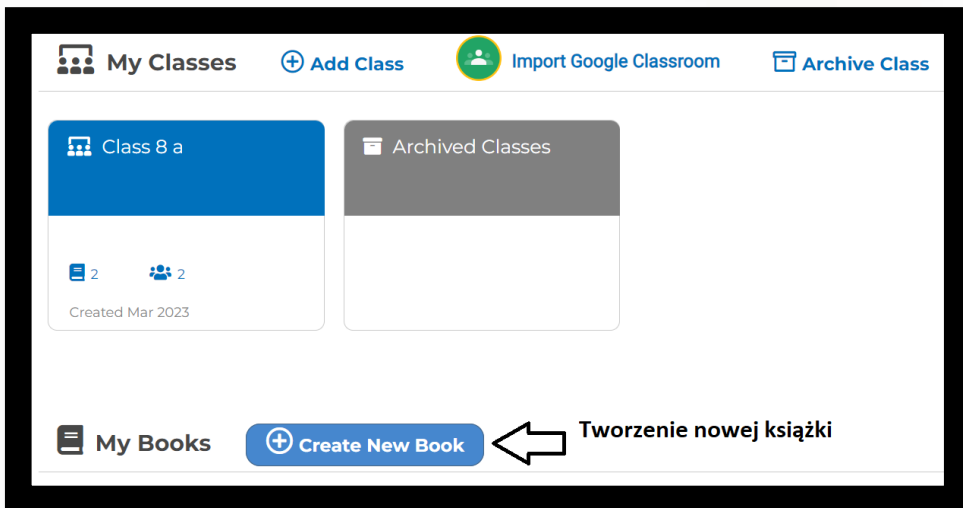 My Classes Add Class Import Google Classroom Archive Class
Class 8 a
Archived Classes
2 2
Created Mar 2023
My Books Create New Book Tworzenie nowej książki